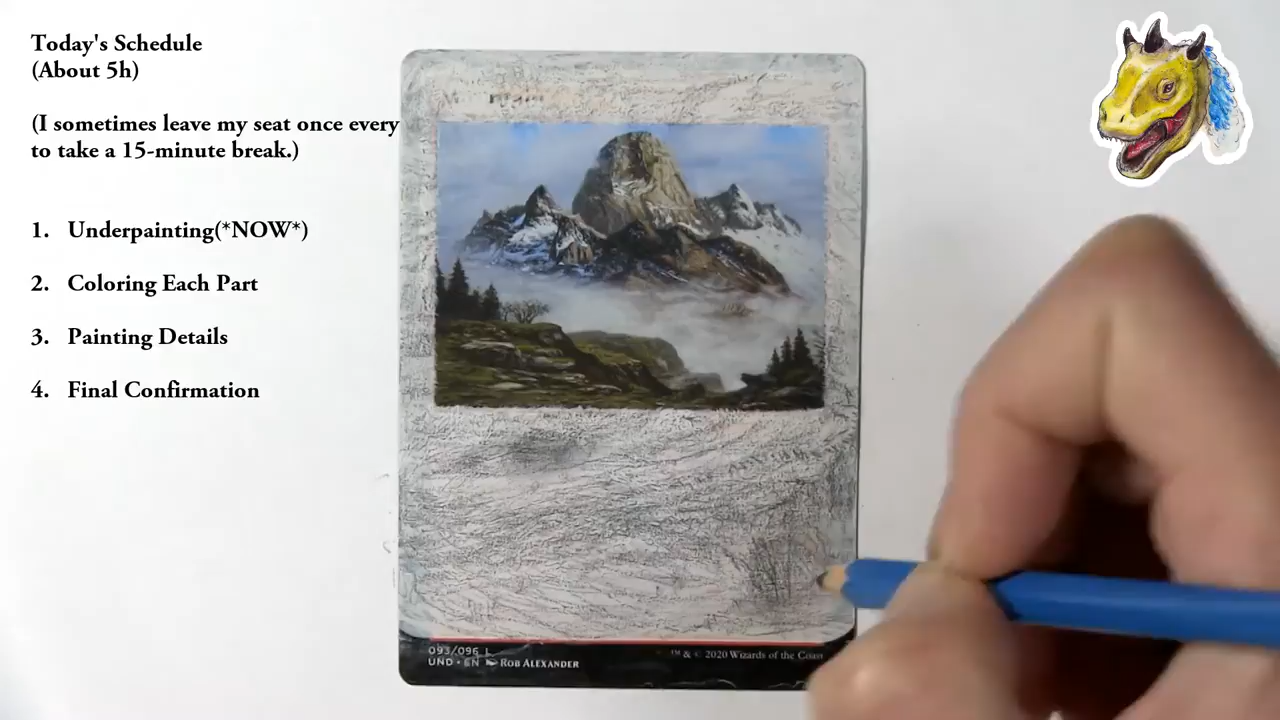 Today's Schedule
(About 5h)
(I sometimes leave my seat once every
to take a 15-minute break.)
1. Underpainting(*NOW*)
2. Coloring Each Part
3. Painting Details
4. Final Confirmation
093/096 L
UND • EN ROB ALEXANDER
™ & © 2020 Wizards of the Coast